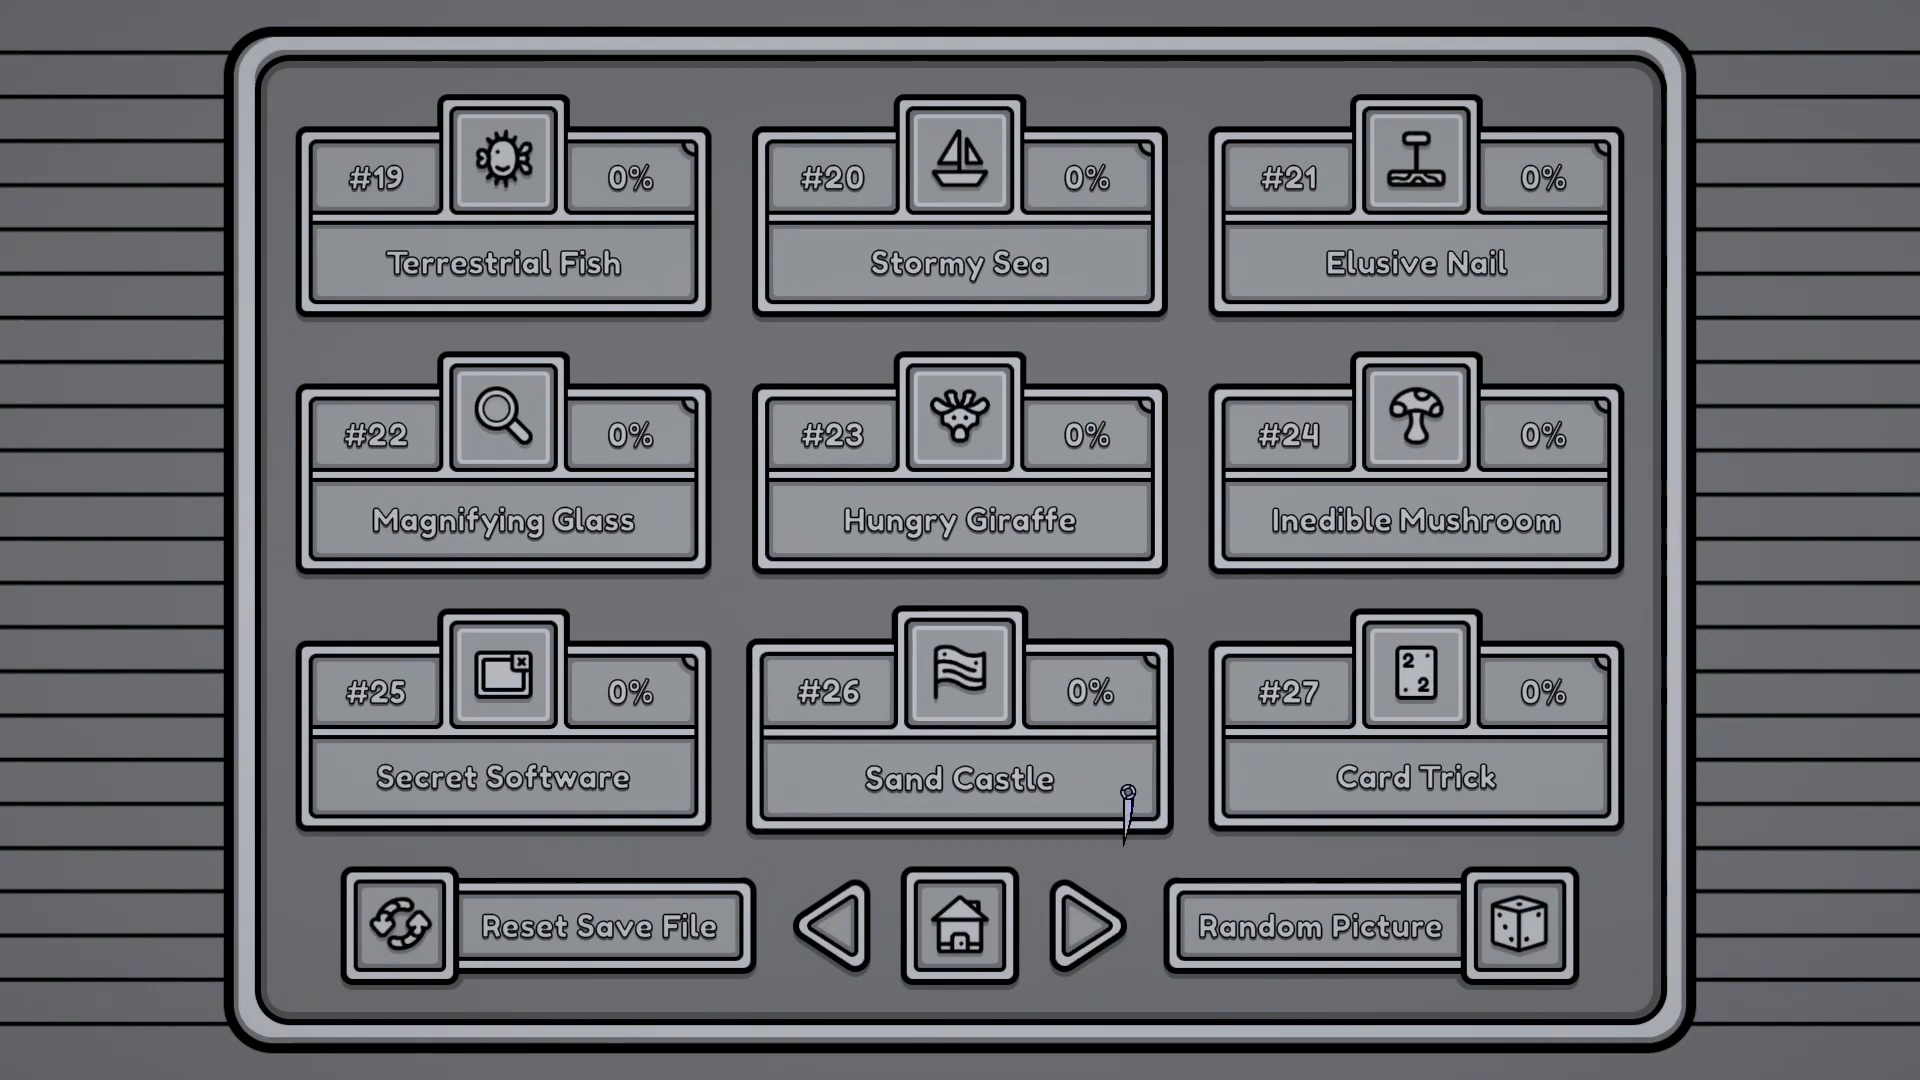 #19 0%
Terrestrial Fish
#20 0%
Stormy Sea
#21 0%
Elusive Nail
#22 0%
Magnifying Glass
#23 0%
Hungry Giraffe
#24 0%
Inedible Mushroom
#25 0%
Secret Software
#26 0%
Sand Castle
#27 2 2 0%
Card Trick
Reset Save File
Random Picture